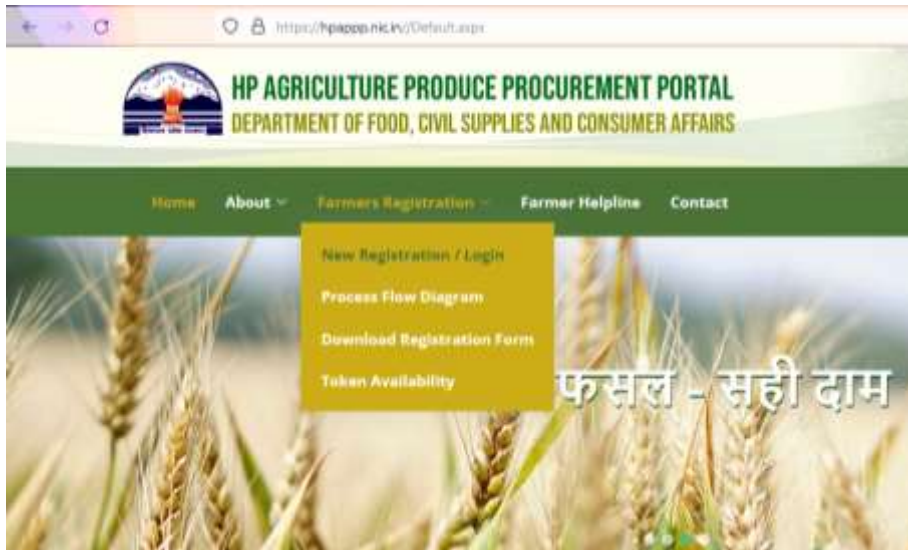 https://hpappp.nic.in//Default.aspx
HP AGRICULTURE PRODUCE PROCUREMENT PORTAL
DEPARTMENT OF FOOD, CIVIL SUPPLIES AND CONSUMER AFFAIRS
Home About Farmers Registration Farmer Helpline Contact
New Registration / Login
Process Flow Diagram
Download Registration Form
Token Availability
फसल - सही दाम